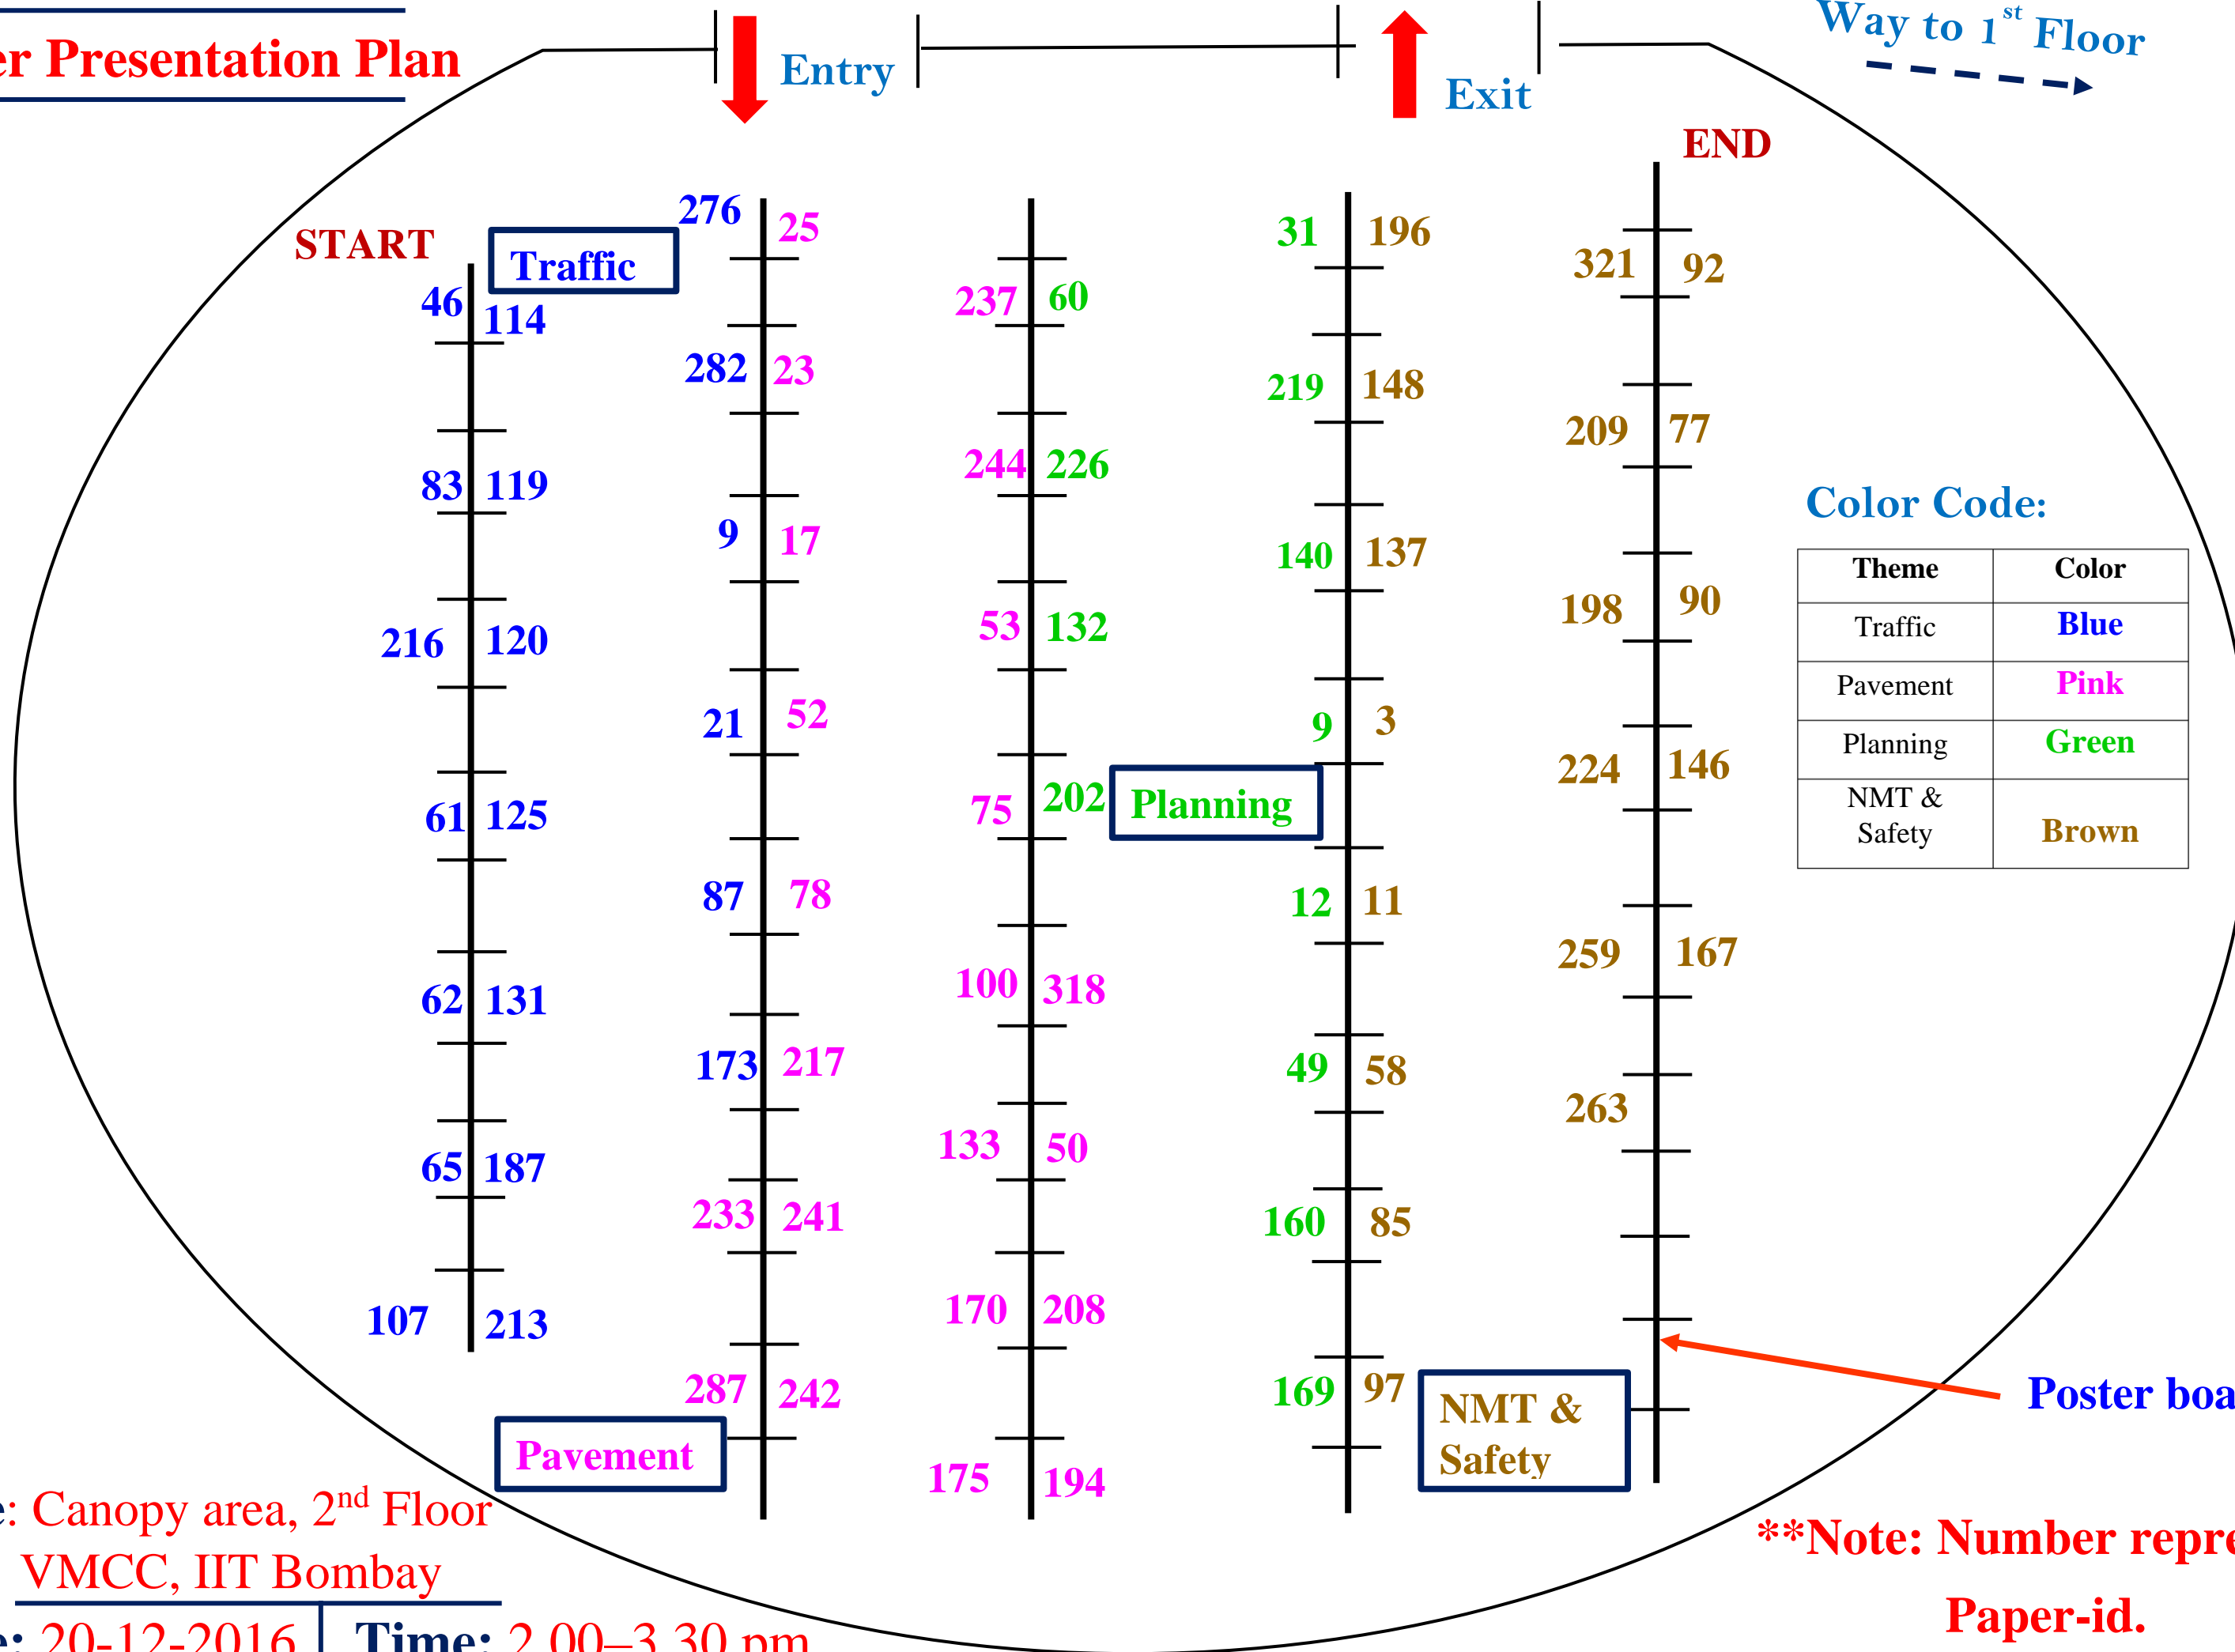 Presentation Plan
Entry
Exit
Way to 1st Floor
START
END
Traffic
46 114
83 119
216 120
61 125
62 131
65 187
107 213
276 25
282 23
9 17
21 52
87 78
173 217
233 241
287 242
Pavement
237 60
244 226
53 132
75 202
100 318
133 50
170 208
175 194
31 196
219 148
140 137
9 3
Planning
12 11
49 58
160 85
169 97
NMT &
Safety
321 92
209 77
198 90
224 146
259 167
263
Color Code:
Theme Color
Traffic Blue
Pavement Pink
Planning Green
NMT &
Safety Brown
Poster
: Canopy area, 2nd Floor
VMCC, IIT Bombay
: 20-12-2016 Time: 2.00–3.30 pm
**Note: Number
Paper-id.